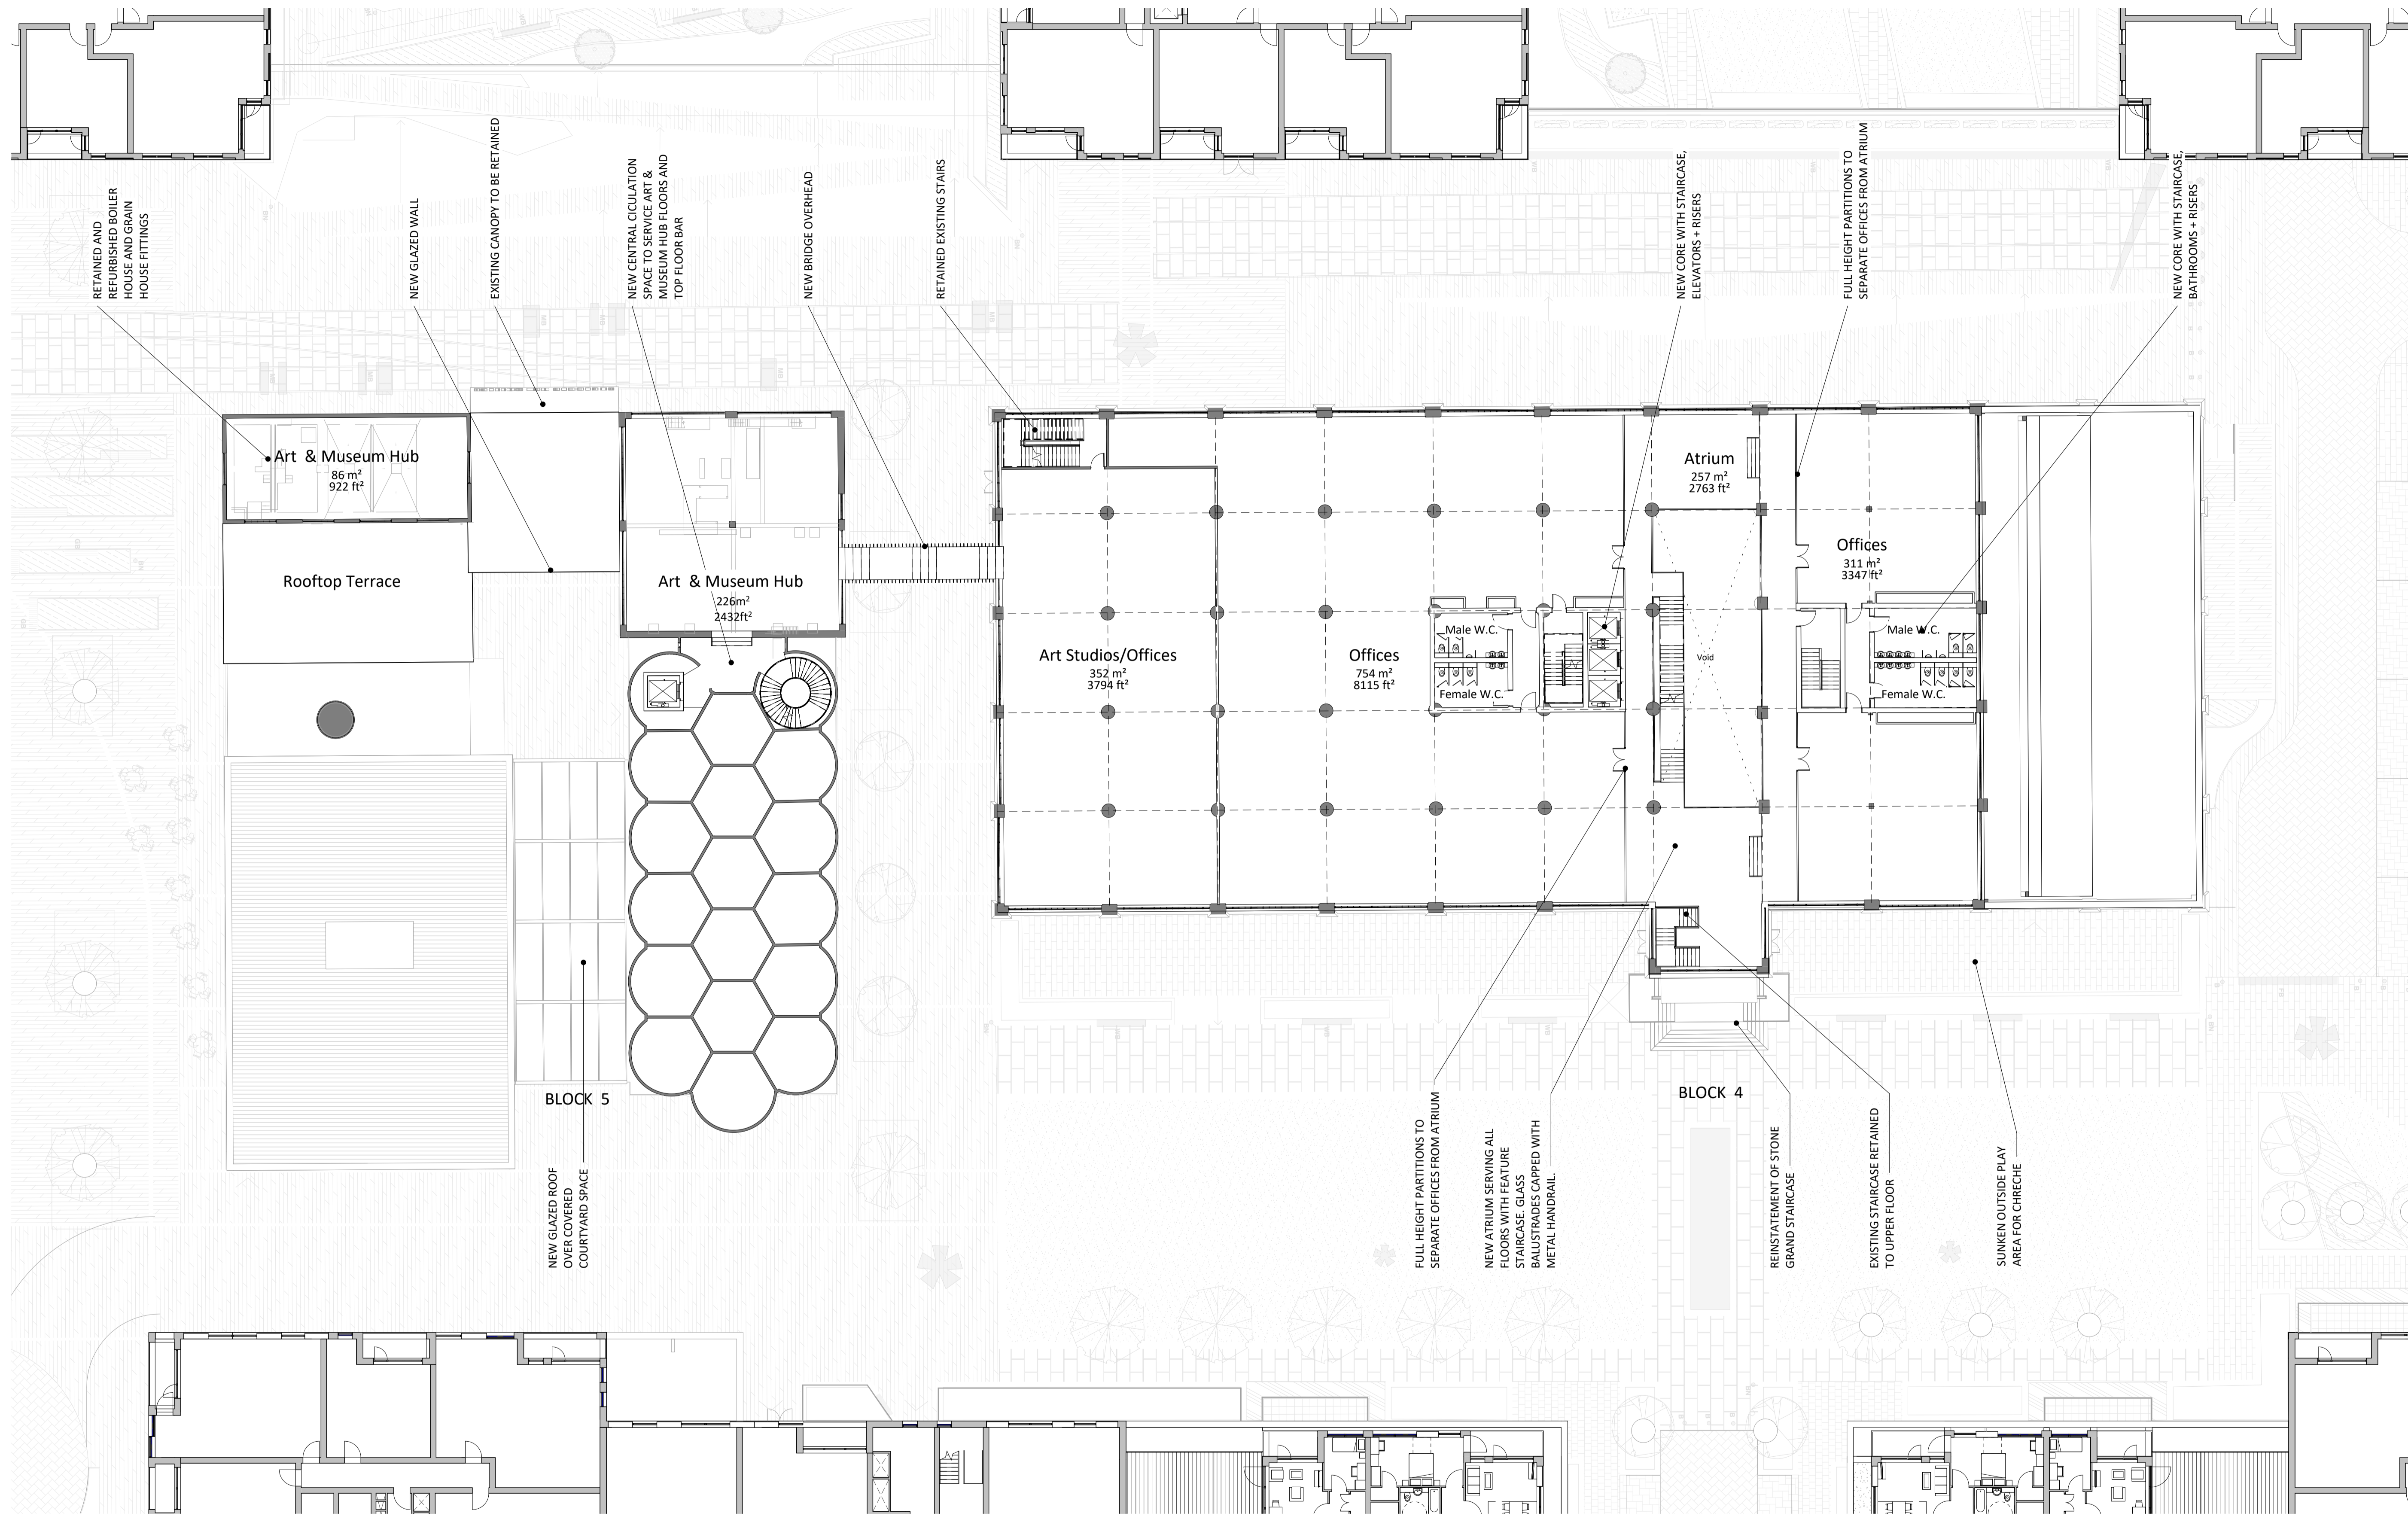 RETAINED AND
REFURBISHED BOILER
HOUSE AND GRAIN
HOUSE FITTINGS
NEW GLAZED WALL
EXISTING CANOPY TO BE RETAINED
NEW CENTRAL CICULATION
SPACE TO SERVICE ART &
MUSEUM HUB FLOORS AND
TOP FLOOR BAR
NEW BRIDGE OVERHEAD
RETAINED EXISTING STAIRS
NEW CORE WITH STAIRCASE,
ELEVATORS + RISERS
FULL HEIGHT PARTITIONS TO
SEPARATE OFFICES FROM ATRIUM
NEW CORE WITH STAIRCASE,
BATHROOMS + RISERS
Art & Museum Hub
86 m²
922 ft²
Rooftop Terrace
Art & Museum Hub
226m²
2432ft²
Art Studios/Offices
352 m²
3794 ft²
Offices
754 m²
8115 ft²
Male W.C.
Female W.C.
Atrium
257 m²
2763 ft²
Void
Offices
311 m²
3347 ft²
Male W.C.
Female W.C.
BLOCK 5
BLOCK 4
NEW GLAZED ROOF
OVER COVERED
COURTYARD SPACE
FULL HEIGHT PARTITIONS TO
SEPARATE OFFICES FROM ATRIUM
NEW ATRIUM SERVING ALL
FLOORS WITH FEATURE
STAIRCASE. GLASS
BALUSTRADES CAPPED WITH
METAL HANDRAIL.
REINSTATEMENT OF STONE
GRAND STAIRCASE
EXISTING STAIRCASE RETAINED
TO UPPER FLOOR
SUNKEN OUTSIDE PLAY
AREA FOR CHRECHE